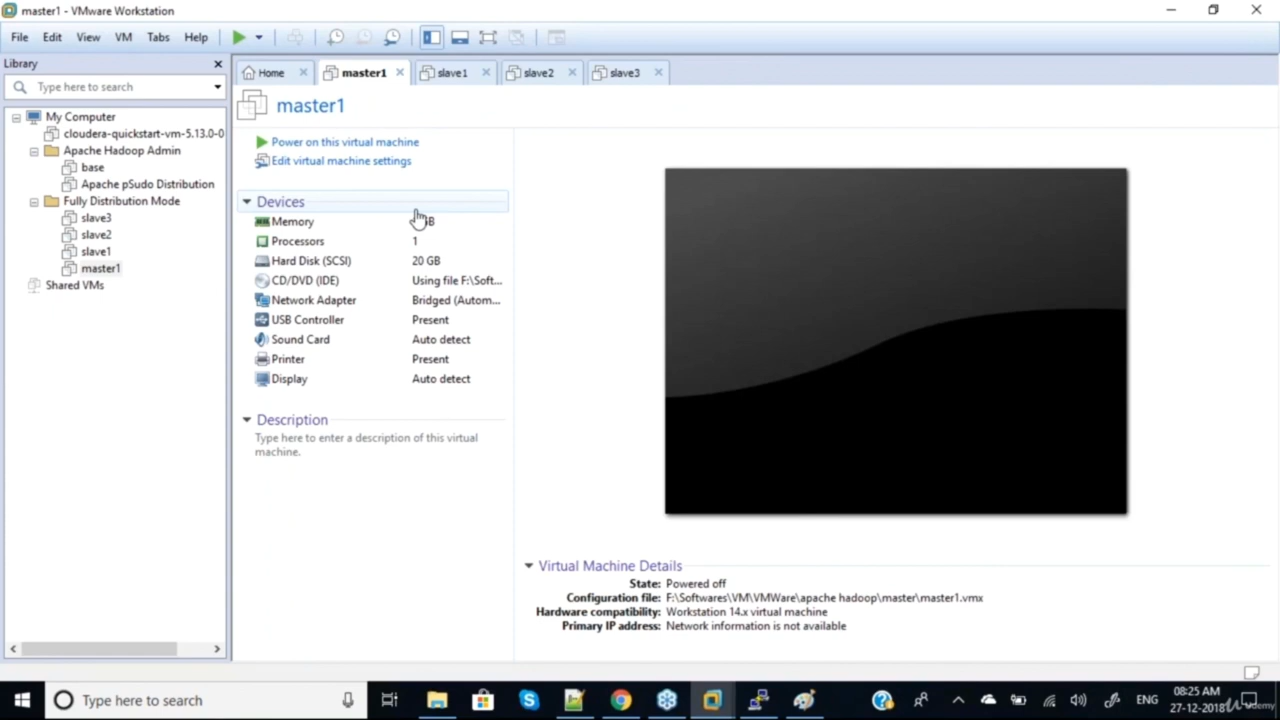 master1 - VMware Workstation
File Edit View VM Tabs Help
Library
Type here to search
Home master1 slave1 slave2 slave3
My Computer
cloudera-quickstart-vm-5.13.0-0
Apache Hadoop Admin
base
Apache pSudo Distribution
Fully Distribution Mode
slave3
slave2
slave1
master1
Shared VMs
master1
Power on this virtual machine
Edit virtual machine settings
Devices
Memory
Processors 1
Hard Disk (SCSI) 20 GB
CD/DVD (IDE) Using file F:\Soft...
Network Adapter Bridged (Autom...
USB Controller Present
Sound Card Auto detect
Printer Present
Display Auto detect
Description
Type here to enter a description of this virtual
machine.
Virtual Machine Details
State: Powered off
Configuration file: F:\Softwares\VM\VMWare\apache hadoop\master\master1.vmx
Hardware compatibility: Workstation 14.x virtual machine
Primary IP address: Network information is not available
Type here to search
ENG
08:25 AM
27-12-2018
Udemy